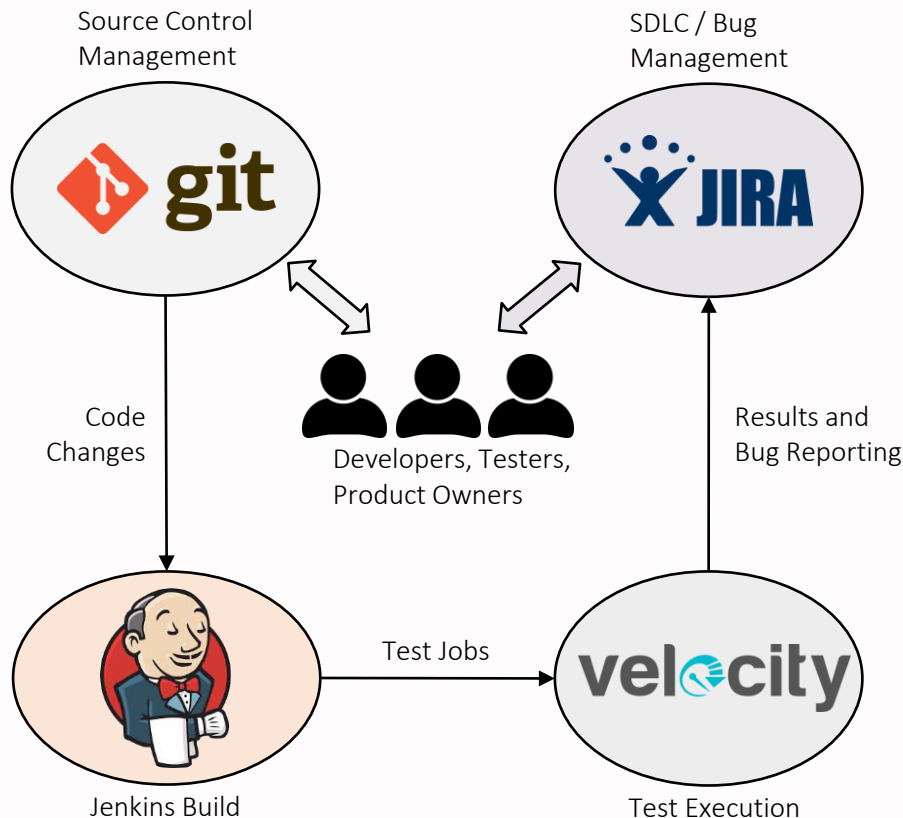 Source Control
Management
SDLC / Bug
Management
git
JIRA
Code
Changes
Developers, Testers,
Product Owners
Results and
Bug Reporting
Test Jobs
velocity
Jenkins Build
Test Execution